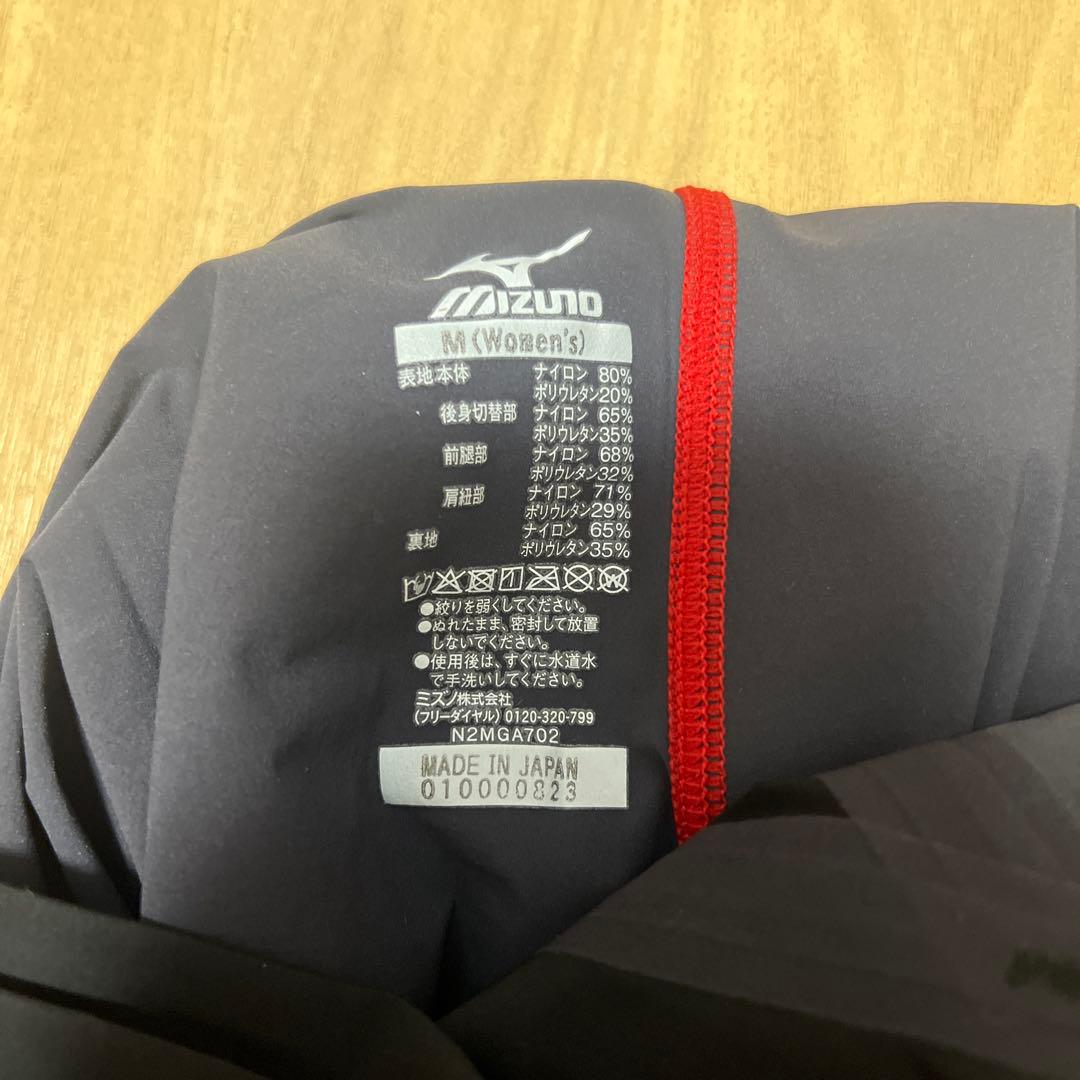 MIZUNO
M(Women's)
表地本体 ナイロン 80%
ポリウレタン20%
後身切替部 ナイロン 65%
ポリウレタン35%
前腿部 ナイロン 68%
ポリウレタン32%
肩紐部 ナイロン 71%
ポリウレタン29%
裏地 ナイロン 65%
ポリウレタン35%
●絞りを弱くしてください。
●ぬれたまま、密封して放置
しないでください。
●使用後は、すぐに水道水
で手洗いしてください。
ミズノ株式会社
(フリーダイヤル) 0120-320-799
N2MGA702
MADE IN JAPAN
010000823